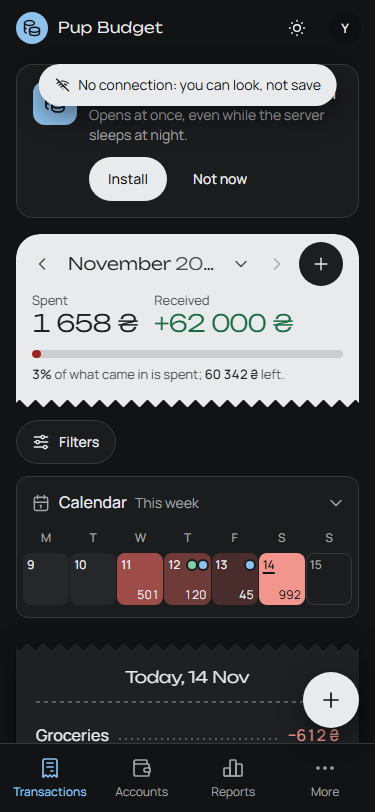 Pup Budget
Y
No connection: you can look, not save
Opens at once, even while the server
sleeps at night.
Install
Not now
November 20...
Spent
Received
1 658 ₴
+62 000 ₴
3% of what came in is spent; 60 342 ₴ left.
Filters
Calendar This week
M T W T F S S
9 10 11 12 13 14 15
501 120 45 992
Today, 14 Nov
Groceries −612 ₴
Transactions Accounts Reports More